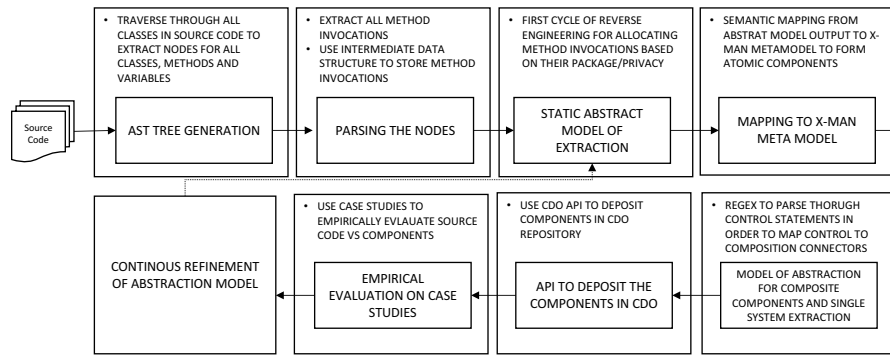 • TRAVERSE THROUGH ALL
CLASSES IN SOURCE CODE TO
EXTRACT NODES FOR ALL
CLASSES, METHODS AND
VARIABLES
• EXTRACT ALL METHOD
INVOCATIONS
• USE INTERMEDIATE DATA
STRUCTURE TO STORE METHOD
INVOCATIONS
• FIRST CYCLE OF REVERSE
ENGINEERING FOR ALLOCATING
METHOD INVOCATIONS BASED
ON THEIR PACKAGE/PRIVACY
• SEMANTIC MAPPING FROM
ABSTRAT MODEL OUTPUT TO X-
MAN METAMODEL TO FORM
ATOMIC COMPONENTS
Source
Code
AST TREE GENERATION
PARSING THE NODES
STATIC ABSTRACT
MODEL OF
EXTRACTION
MAPPING TO X-MAN
META MODEL
CONTINOUS REFINEMENT
OF ABSTRACTION MODEL
• USE CASE STUDIES TO
EMPIRICALLY EVLAUATE SOURCE
CODE VS COMPONENTS
EMPIRICAL
EVALUATION ON CASE
STUDIES
• USE CDO API TO DEPOSIT
COMPONENTS IN CDO
REPOSITORY
API TO DEPOSIT THE
COMPONENTS IN CDO
• REGEX TO PARSE THORUGH
CONTROL STATEMENTS IN
ORDER TO MAP CONTROL TO
COMPOSITION CONNECTORS
MODEL OF ABSTRACTION
FOR COMPOSITE
COMPONENTS AND SINGLE
SYSTEM EXTRACTION